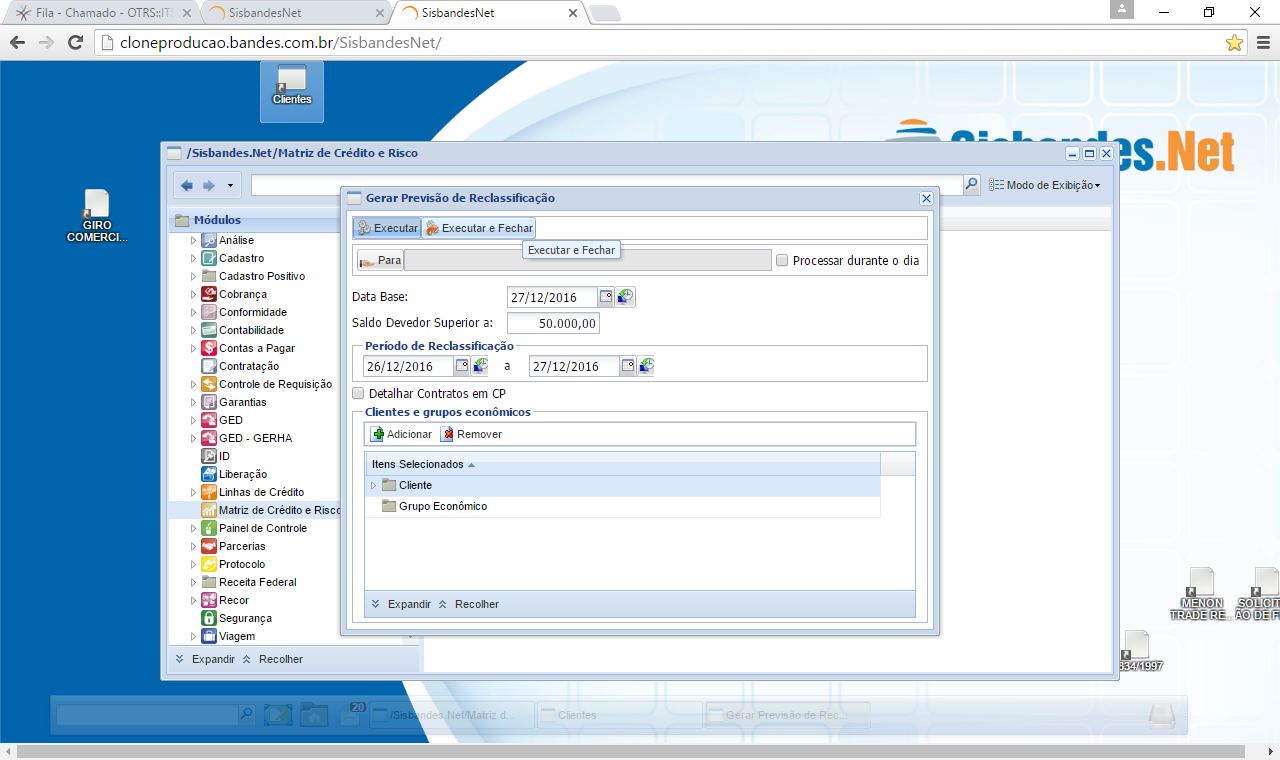 Fila - Chamado - OTRS::ITS
SisbandesNet
SisbandesNet
cloneproducao.bandes.com.br/SisbandesNet/
Clientes
.Net
/Sisbandes.Net/Matriz de Crédito e Risco
Modo de Exibição
GIRO
COMERCI...
Módulos
Análise
Cadastro
Cadastro Positivo
Cobrança
Conformidade
Contabilidade
Contas a Pagar
Contratação
Controle de Requisição
Garantias
GED
GED - GERHA
ID
Liberação
Linhas de Crédito
Matriz de Crédito e Risco
Painel de Controle
Parcerias
Protocolo
Receita Federal
Recor
Segurança
Viagem
Expandir
Recolher
Gerar Previsão de Reclassificação
Executar
Executar e Fechar
Executar e Fechar
Para
Processar durante o dia
Data Base:
27/12/2016
Saldo Devedor Superior a:
50.000,00
Período de Reclassificação
26/12/2016
a
27/12/2016
Detalhar Contratos em CP
Clientes e grupos econômicos
Adicionar
Remover
Itens Selecionados
Cliente
Grupo Econômico
Expandir
Recolher
MENON
TRADE RE...
SOLICIT
ÃO DE F
834/1997
20
/Sisbandes.Net/Matriz d...
Clientes
Gerar Previsão de Rec...